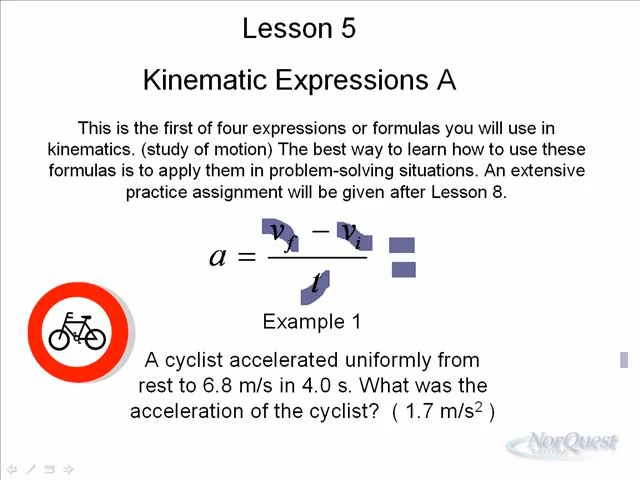 Lesson 5
Kinematic Expressions A
This is the first of four expressions or formulas you will use in
kinematics. (study of motion) The best way to learn how to use these
formulas is to apply them in problem-solving situations. An extensive
practice assignment will be given after Lesson 8.
a = (v_f − v_i) / t
Example 1
A cyclist accelerated uniformly from
rest to 6.8 m/s in 4.0 s. What was the
acceleration of the cyclist? ( 1.7 m/s² )
NorQuest